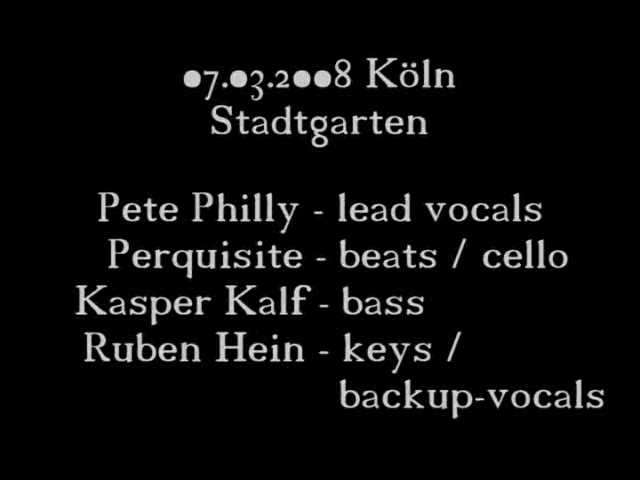 07.03.2008 Köln
Stadtgarten
Pete Philly - lead vocals
Perquisite - beats / cello
Kasper Kalf - bass
Ruben Hein - keys /
backup-vocals